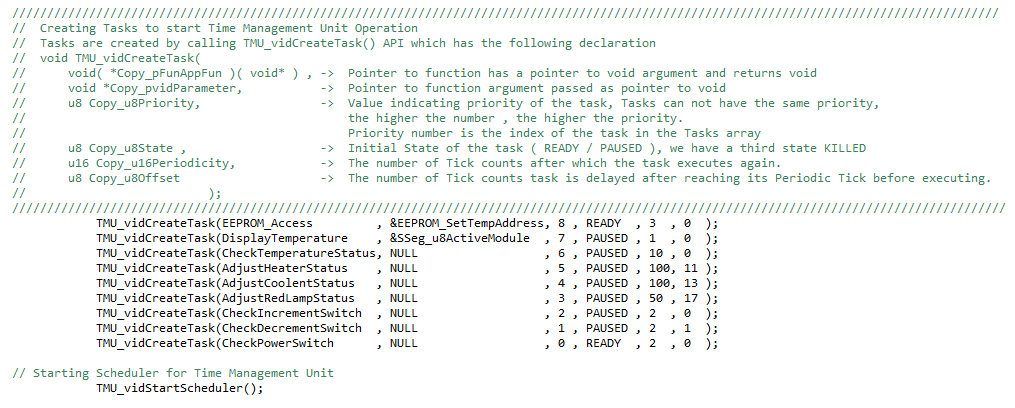 ////////////////////////////////////////////////////////////////////////////////////////////////////////////////////////////////////////////
// Creating Tasks to start Time Management Unit Operation
// Tasks are created by calling TMU_vidCreateTask() API which has the following declaration
// void TMU_vidCreateTask(
// void( *Copy_pFunAppFun )( void* ) , -> Pointer to function has a pointer to void argument and returns void
// void *Copy_pvidParameter, -> Pointer to function argument passed as pointer to void
// u8 Copy_u8Priority, -> Value indicating priority of the task, Tasks can not have the same priority,
// the higher the number , the higher the priority.
// Priority number is the index of the task in the Tasks array
// u8 Copy_u8State , -> Initial State of the task ( READY / PAUSED ), we have a third state KILLED
// u16 Copy_u16Periodicity, -> The number of Tick counts after which the task executes again.
// u8 Copy_u8Offset -> The number of Tick counts task is delayed after reaching its Periodic Tick before executing.
// );
/////////////////////////////////////////////////////////////////////////////////////////////////////////////////////////////////////////////
TMU_vidCreateTask(EEPROM_Access , &EEPROM_SetTempAddress, 8 , READY , 3 , 0 );
TMU_vidCreateTask(DisplayTemperature , &SSeg_u8ActiveModule , 7 , PAUSED , 1 , 0 );
TMU_vidCreateTask(CheckTemperatureStatus, NULL , 6 , PAUSED , 10 , 0 );
TMU_vidCreateTask(AdjustHeaterStatus , NULL , 5 , PAUSED , 100, 11 );
TMU_vidCreateTask(AdjustCoolentStatus , NULL , 4 , PAUSED , 100, 13 );
TMU_vidCreateTask(AdjustRedLampStatus , NULL , 3 , PAUSED , 50 , 17 );
TMU_vidCreateTask(CheckIncrementSwitch , NULL , 2 , PAUSED , 2 , 0 );
TMU_vidCreateTask(CheckDecrementSwitch , NULL , 1 , PAUSED , 2 , 1 );
TMU_vidCreateTask(CheckPowerSwitch , NULL , 0 , READY , 2 , 0 );
// Starting Scheduler for Time Management Unit
TMU_vidStartScheduler();